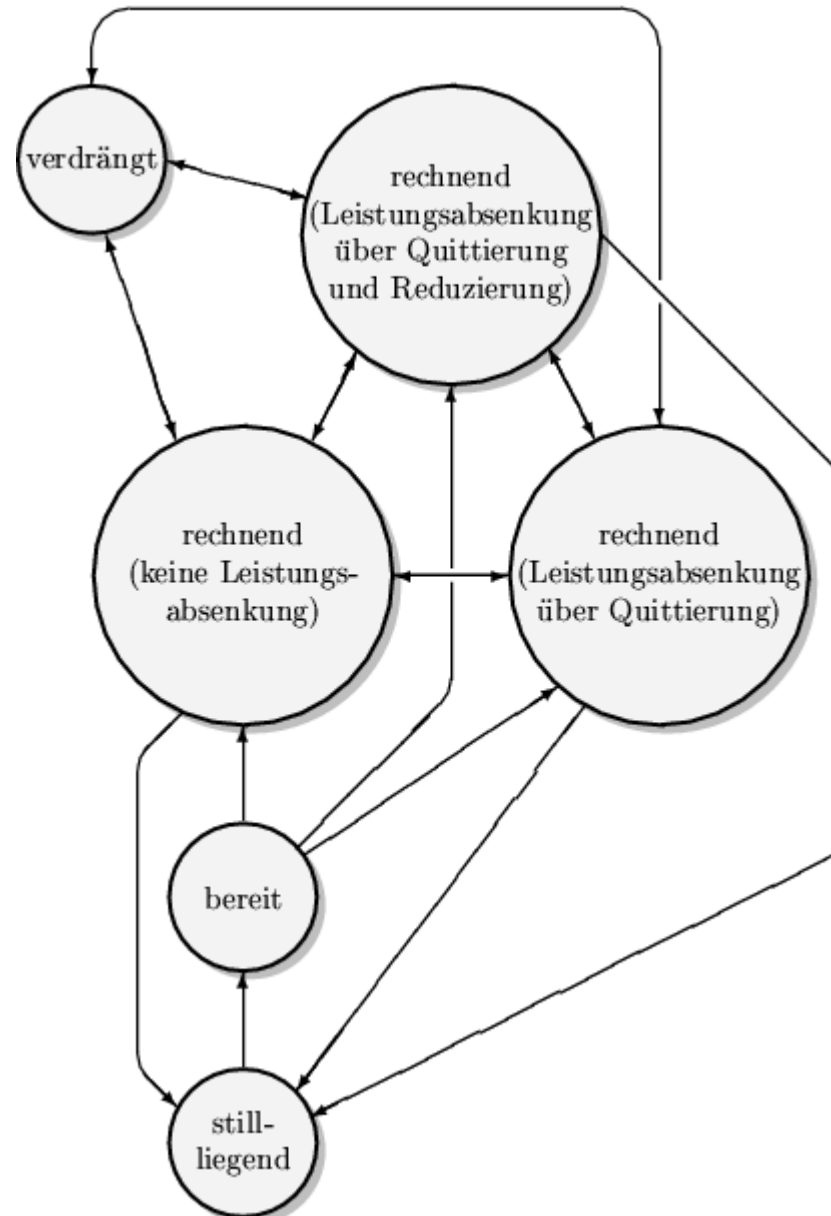 verdrängt
rechnend
(Leistungsabsenkung
über Quittierung
und Reduzierung)
rechnend
(keine Leistungs-
absenkung)
rechnend
(Leistungsabsenkung
über Quittierung)
bereit
still-
liegend